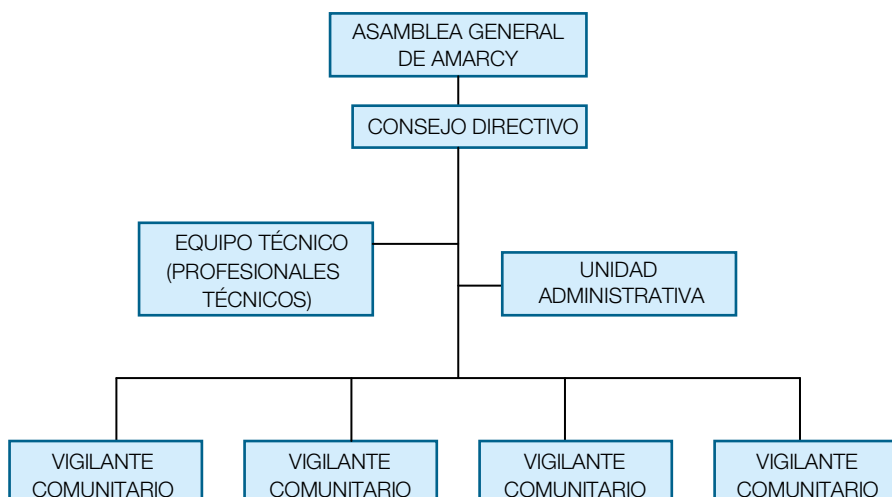 ASAMBLEA GENERAL
DE AMARCY
CONSEJO DIRECTIVO
EQUIPO TÉCNICO
(PROFESIONALES
TÉCNICOS)
UNIDAD
ADMINISTRATIVA
VIGILANTE
COMUNITARIO
VIGILANTE
COMUNITARIO
VIGILANTE
COMUNITARIO
VIGILANTE
COMUNITARIO